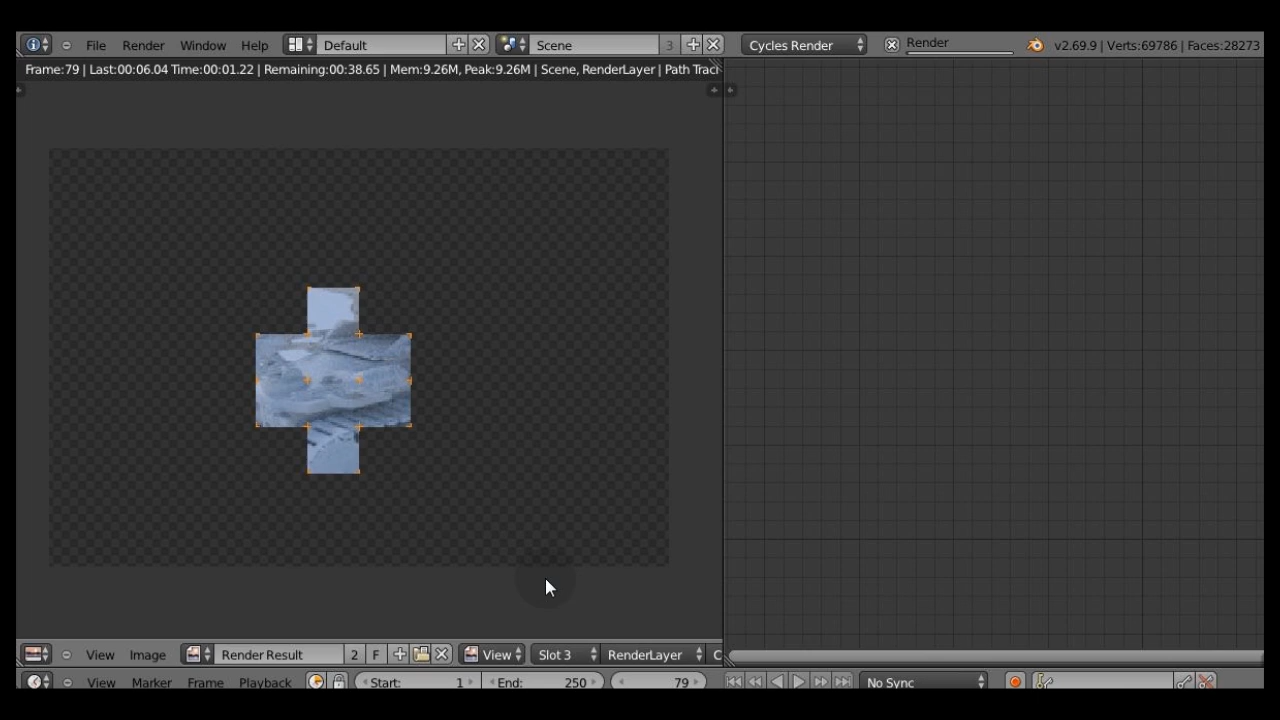 File Render Window Help Default Scene 3 Cycles Render Render v2.69.9 | Verts:69786 | Faces:28273
Frame:79 | Last:00:06.04 Time:00:01.22 | Remaining:00:38.65 | Mem:9.26M, Peak:9.26M | Scene, RenderLayer | Path Traci
View Image Render Result 2 F View Slot 3 RenderLayer C
View Marker Frame Playback Start: 1 End: 250 79 No Sync